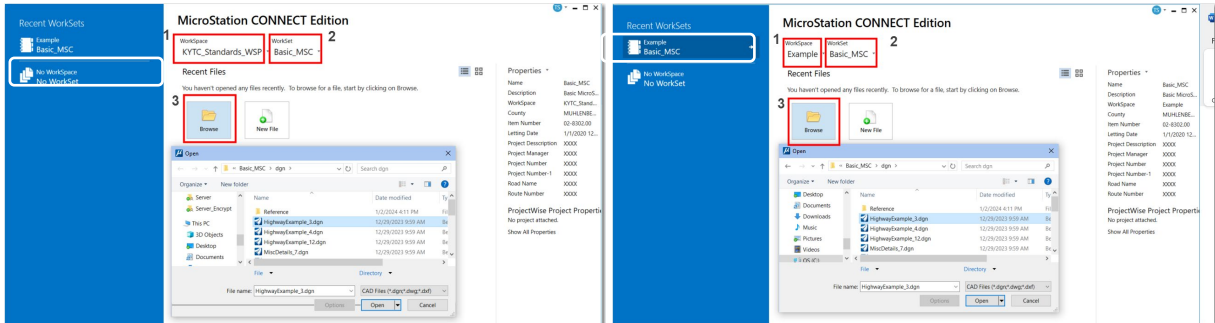 Recent WorkSets
Example
Basic_MSC
No WorkSpace
No WorkSet
MicroStation CONNECT Edition
1
WorkSpace
KYTC_Standards_WSP
WorkSet
Basic_MSC
2
Recent Files
You haven't opened any files recently. To browse for a file, start by clicking on Browse.
3
Browse
New File
Properties
Name Basic_MSC
Description Basic MicroS...
WorkSpace KYTC_Stand...
County MUHLENBE...
Item Number 02-8302.00
Letting Date 1/1/2020 12...
Project Desscription XXXX
Project Manager XXXX
Project Number XXXX
Project Number-1 XXXX
Road Name XXXX
Route Number XXXX
ProjectWise Project Properti
No project attached.
Show All Properties
Open
« Basic_MSC > dgn >
Search dgn
Organize
New folder
Server
Server_Encrypt
This PC
3D Objects
Desktop
Documents
Name Date modified Ty
Reference 1/2/2024 4:11 PM Fil
HighwayExample_3.dgn 12/29/2023 9:59 AM Be
HighwayExample_4.dgn 12/29/2023 9:59 AM Be
HighwayExample_12.dgn 12/29/2023 9:59 AM Be
MiscDetails_7.dgn 12/29/2023 9:59 AM Be
File
Directory
File name: HighwayExample_3.dgn
CAD Files (*.dgn;*.dwg;*.dxf)
Options
Open
Cancel
Recent WorkSets
Example
Basic_MSC
No WorkSpace
No WorkSet
MicroStation CONNECT Edition
1
WorkSpace
Example
WorkSet
Basic_MSC
2
Recent Files
You haven't opened any files recently. To browse for a file, start by clicking on Browse.
3
Browse
New File
Properties
Name Basic_MSC
Description Basic MicroS...
WorkSpace Example
County MUHLENBE...
Item Number 02-8302.00
Letting Date 1/1/2020 12...
Project Desscription XXXX
Project Manager XXXX
Project Number XXXX
Project Number-1 XXXX
Road Name XXXX
Route Number XXXX
ProjectWise Project Properti
No project attached.
Show All Properties
Open
« Basic_MSC > dgn >
Search dgn
Organize
New folder
Desktop
Documents
Downloads
Music
Pictures
Videos
OS (C:)
Name Date modified Ty
Reference 1/2/2024 4:11 PM Fil
HighwayExample_3.dgn 12/29/2023 9:59 AM Be
HighwayExample_4.dgn 12/29/2023 9:59 AM Be
HighwayExample_12.dgn 12/29/2023 9:59 AM Be
MiscDetails_7.dgn 12/29/2023 9:59 AM Be
File
Directory
File name: HighwayExample_3.dgn
CAD Files (*.dgn;*.dwg;*.dxf)
Options
Open
Cancel